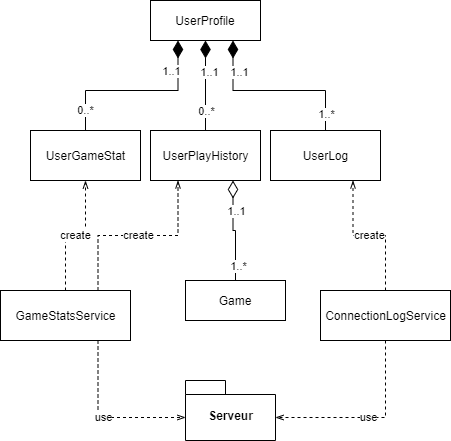 UserProfile
1..1
1..1
1..1
0..*
0..*
1..*
UserGameStat
UserPlayHistory
UserLog
1..1
create
create
create
1..*
GameStatsService
Game
ConnectionLogService
use
Serveur
use